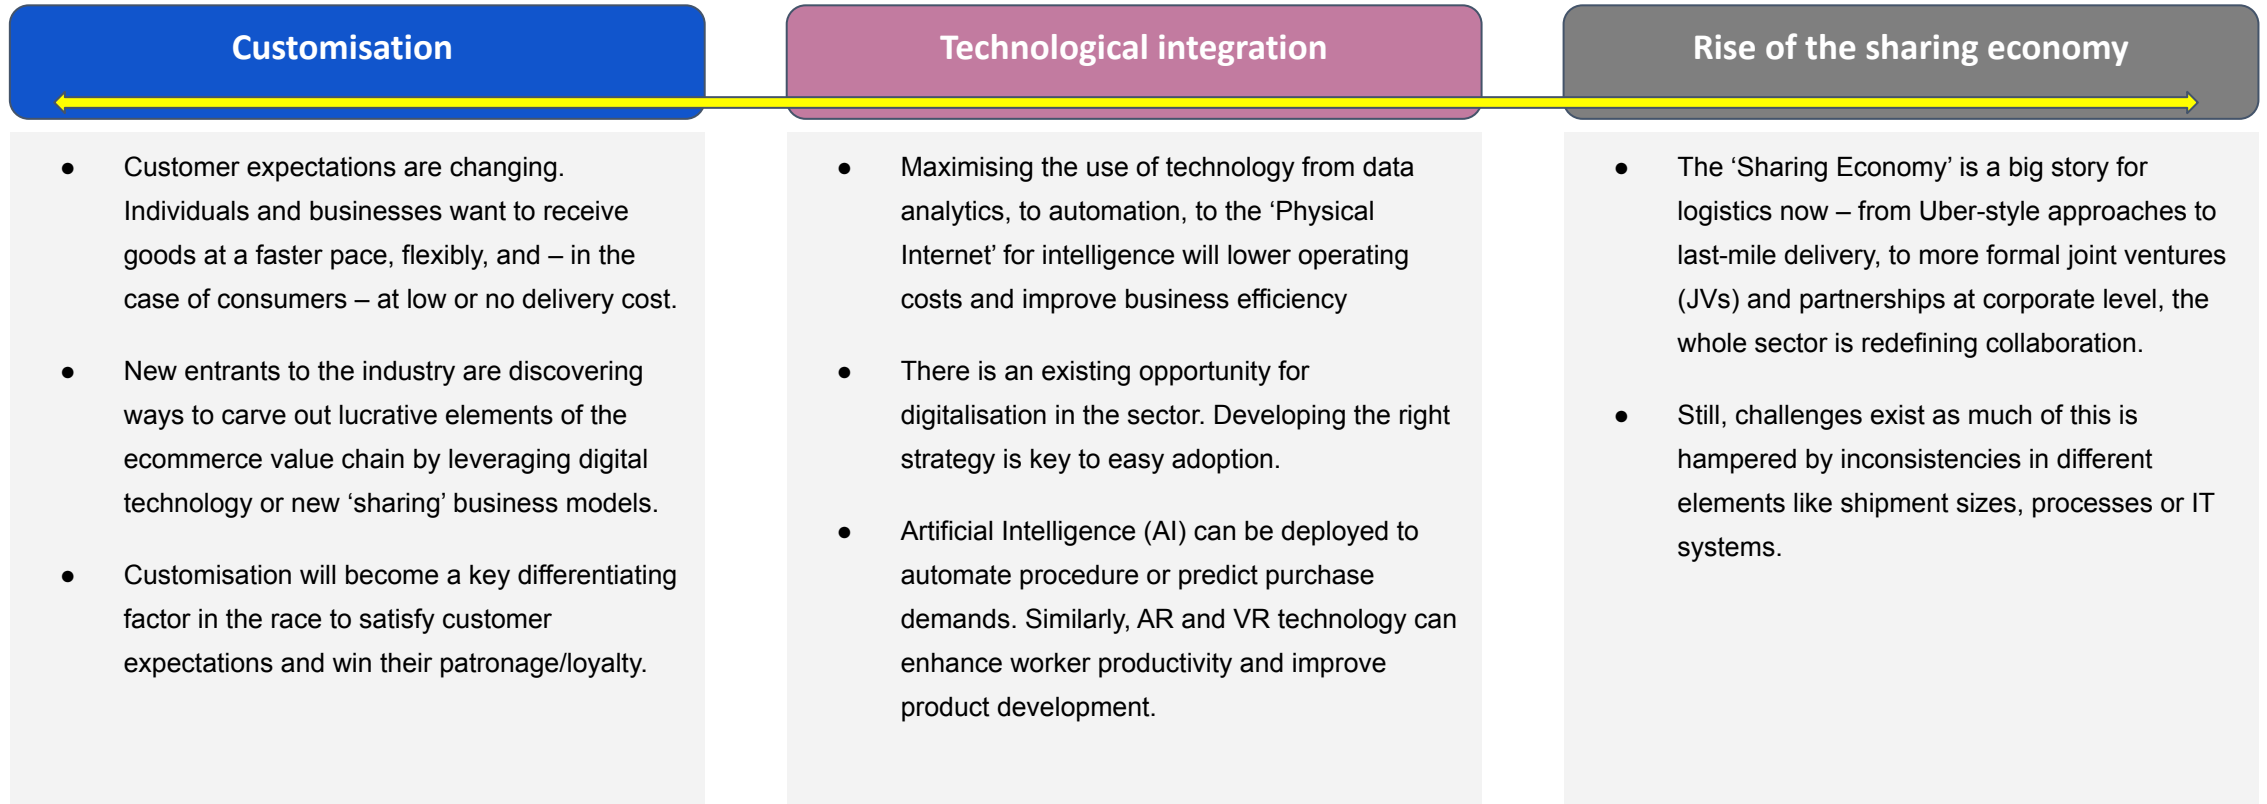 Customisation
● Customer expectations are changing.
Individuals and businesses want to receive
goods at a faster pace, flexibly, and – in the
case of consumers – at low or no delivery cost.
● New entrants to the industry are discovering
ways to carve out lucrative elements of the
ecommerce value chain by leveraging digital
technology or new ‘sharing’ business models.
● Customisation will become a key differentiating
factor in the race to satisfy customer
expectations and win their patronage/loyalty.
Technological integration
● Maximising the use of technology from data
analytics, to automation, to the ‘Physical
Internet’ for intelligence will lower operating
costs and improve business efficiency
● There is an existing opportunity for
digitalisation in the sector. Developing the right
strategy is key to easy adoption.
● Artificial Intelligence (AI) can be deployed to
automate procedure or predict purchase
demands. Similarly, AR and VR technology can
enhance worker productivity and improve
product development.
Rise of the sharing economy
● The ‘Sharing Economy’ is a big story for
logistics now – from Uber-style approaches to
last-mile delivery, to more formal joint ventures
(JVs) and partnerships at corporate level, the
whole sector is redefining collaboration.
● Still, challenges exist as much of this is
hampered by inconsistencies in different
elements like shipment sizes, processes or IT
systems.